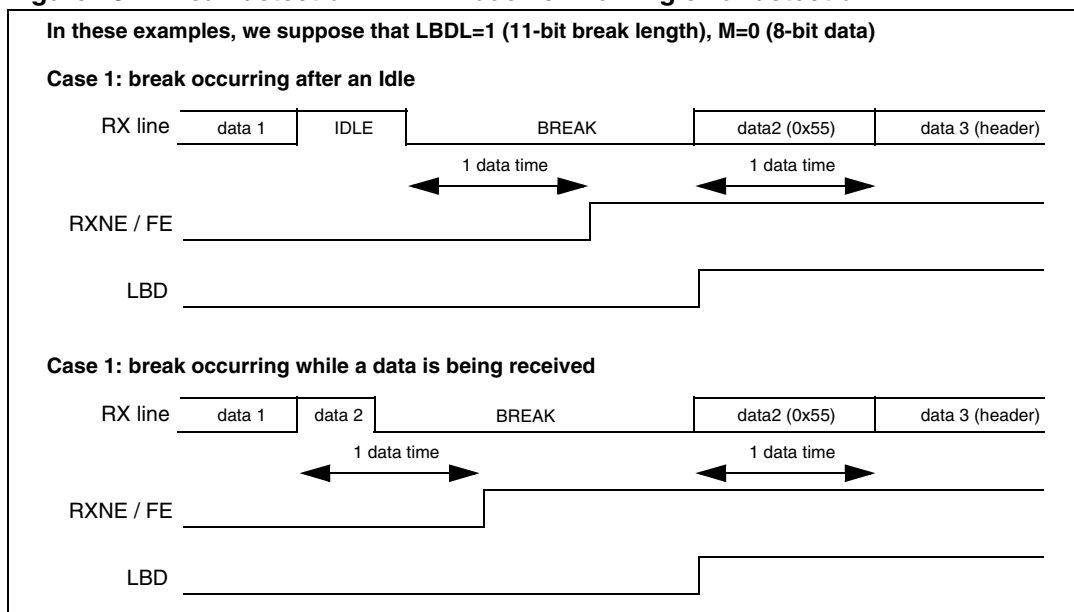 In these examples, we suppose that LBDL=1 (11-bit break length), M=0 (8-bit data)
Case 1: break occurring after an Idle
RX line data 1 IDLE BREAK data2 (0x55) data 3 (header)
1 data time 1 data time
RXNE / FE
LBD
Case 1: break occurring while a data is being received
RX line data 1 data 2 BREAK data2 (0x55) data 3 (header)
1 data time 1 data time
RXNE / FE
LBD